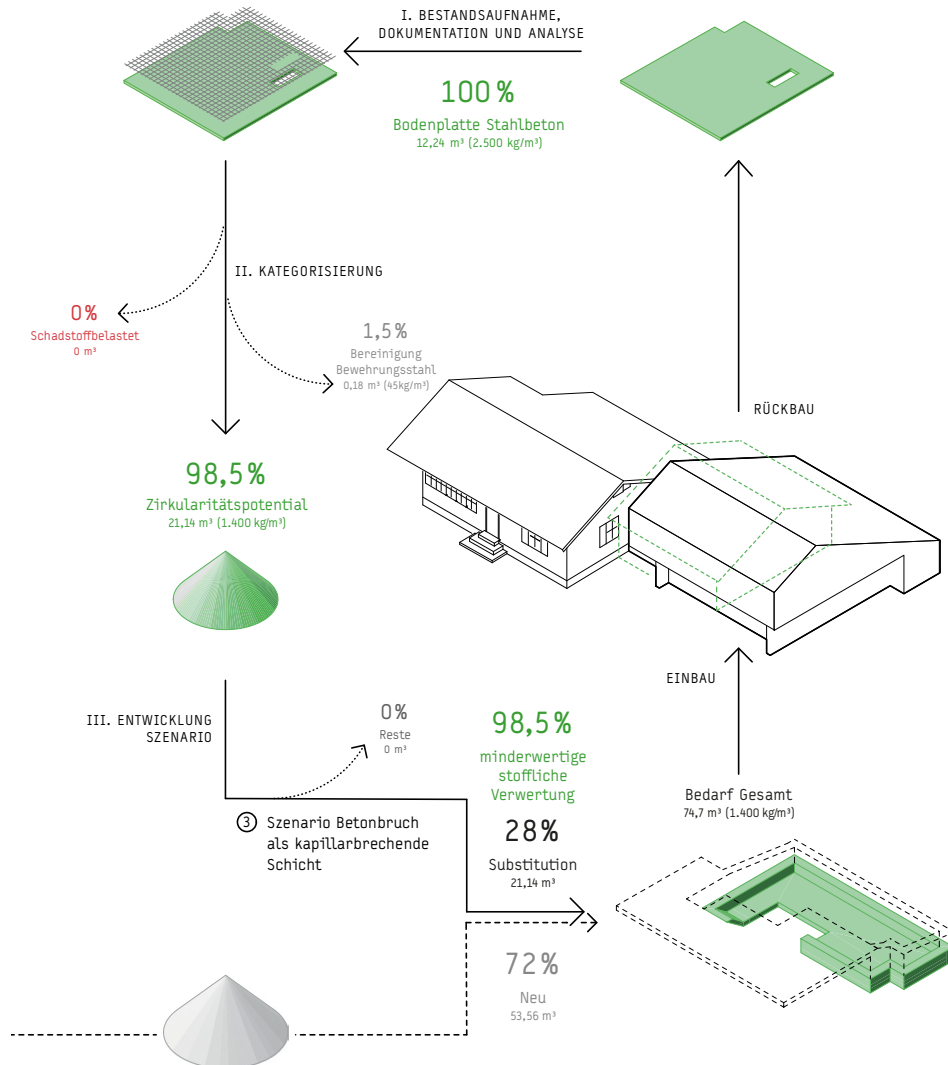 I. BESTANDSAUFNAHME,
DOKUMENTATION UND ANALYSE
100 %
Bodenplatte Stahlbeton
12,24 m³ (2.500 kg/m³)
II. KATEGORISIERUNG
0%
Schadstoffbelastet
0 m³
1,5%
Bereinigung
Bewehrungsstahl
0,18 m³ (45kg/m³)
RÜCKBAU
98,5%
Zirkularitätspotential
21,14 m³ (1.400 kg/m³)
EINBAU
III. ENTWICKLUNG
SZENARIO
0%
Reste
0 m³
98,5%
minderwertige
stoffliche
Verwertung
Bedarf Gesamt
74,7 m³ (1.400 kg/m³)
3 Szenario Betonbruch
als kapillarbrechende
Schicht
28%
Substitution
21,14 m³
72%
Neu
53,56 m³